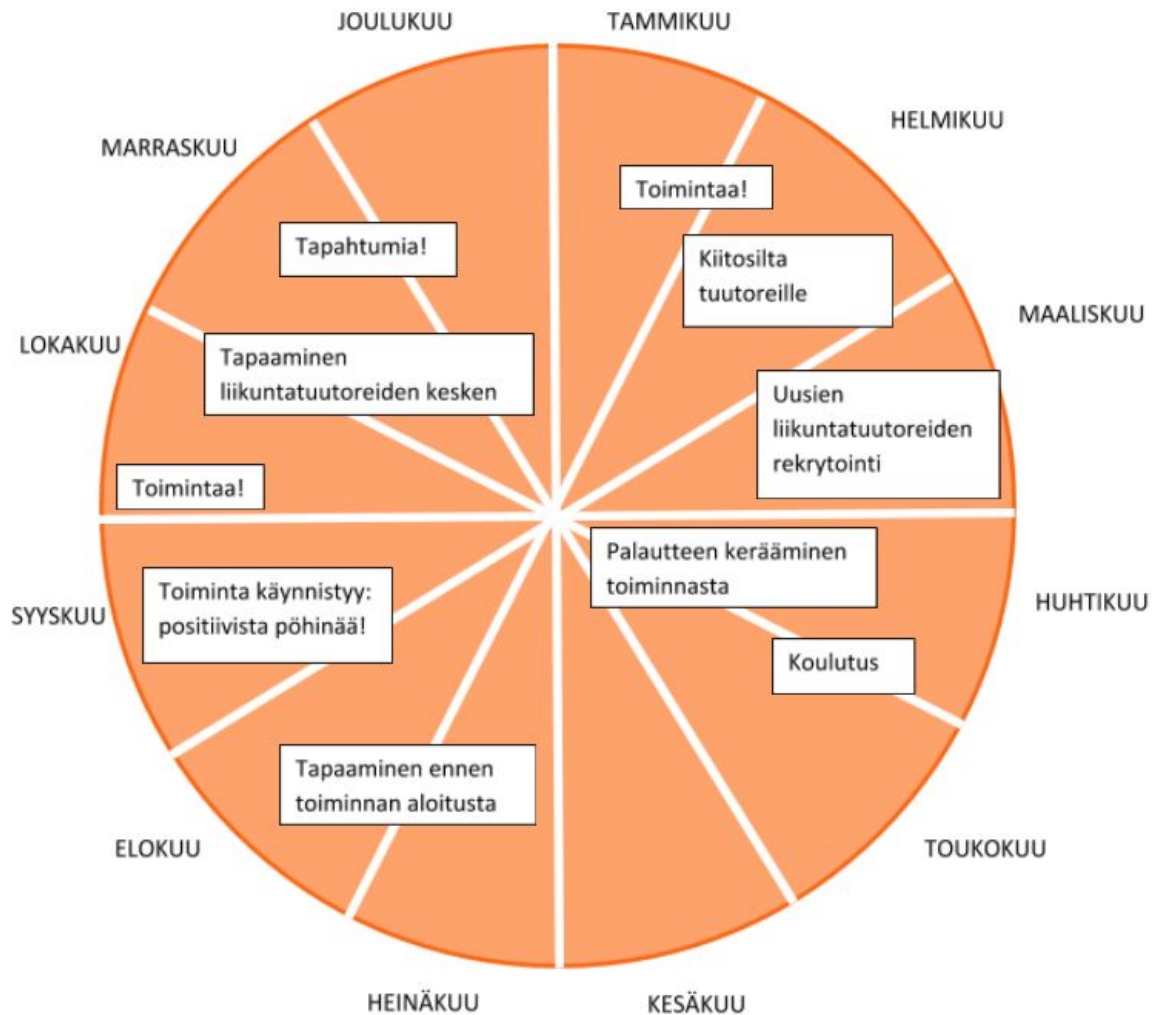 JOULUKUU
TAMMIKUU
HELMIKUU
MARRASKUU
Toimintaa!
Tapahtumia!
Kiitosilta
tuutoreille
MAALISKUU
LOKAKUU
Tapaaminen
liikuntatuutoreiden kesken
Uusien
liikuntatuutoreiden
rekrytointi
Toimintaa!
Palautteen kerääminen
toiminnasta
Toiminta käynnistyy:
positiivista pöhinää!
SYYSKUU
HUHTIKUU
Koulutus
Tapaaminen ennen
toiminnan aloitusta
ELOKUU
TOUKOKUU
HEINÄKUU
KESÄKUU